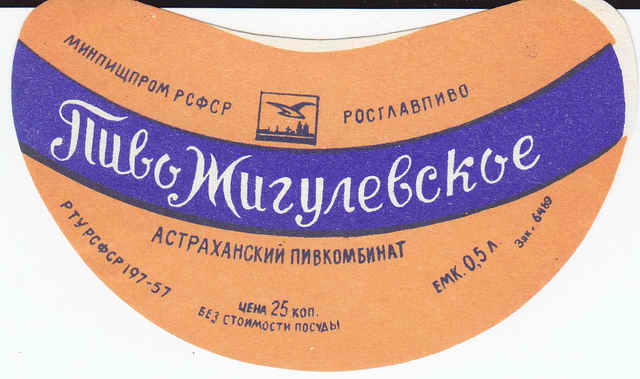 МИНПИЩПРОМ РСФСР
РОСГЛАВПИВО
Пиво Жигулевское
АСТРАХАНСКИЙ ПИВКОМБИНАТ
РТУ РСФСР 197-57
ЕМК. 0,5 Л.
Зак. 6469
ЦЕНА 25 КОП.
БЕЗ СТОИМОСТИ ПОСУДЫ